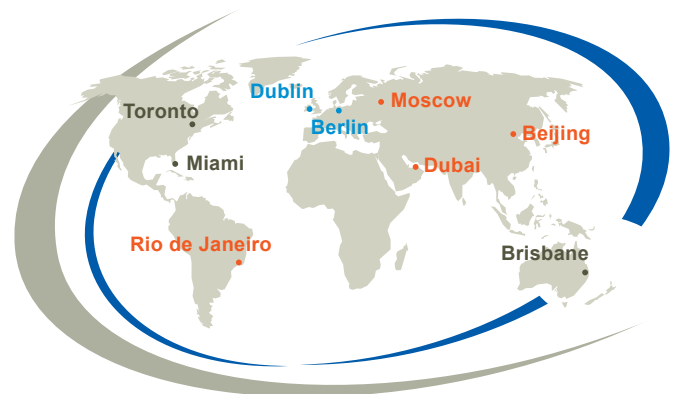 Dublin
Moscow
Toronto
Berlin
Beijing
Miami
Dubai
Rio de Janeiro
Brisbane